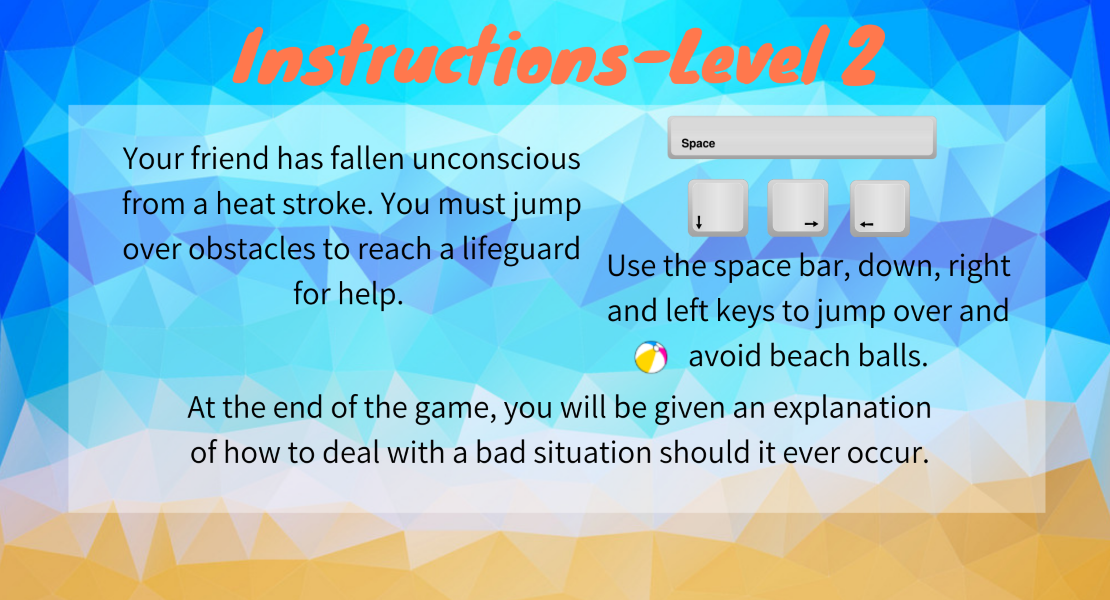 Instructions-Level 2
Your friend has fallen unconscious
from a heat stroke. You must jump
over obstacles to reach a lifeguard
for help.
Space
↓ → ←
Use the space bar, down, right
and left keys to jump over and
avoid beach balls.
At the end of the game, you will be given an explanation
of how to deal with a bad situation should it ever occur.